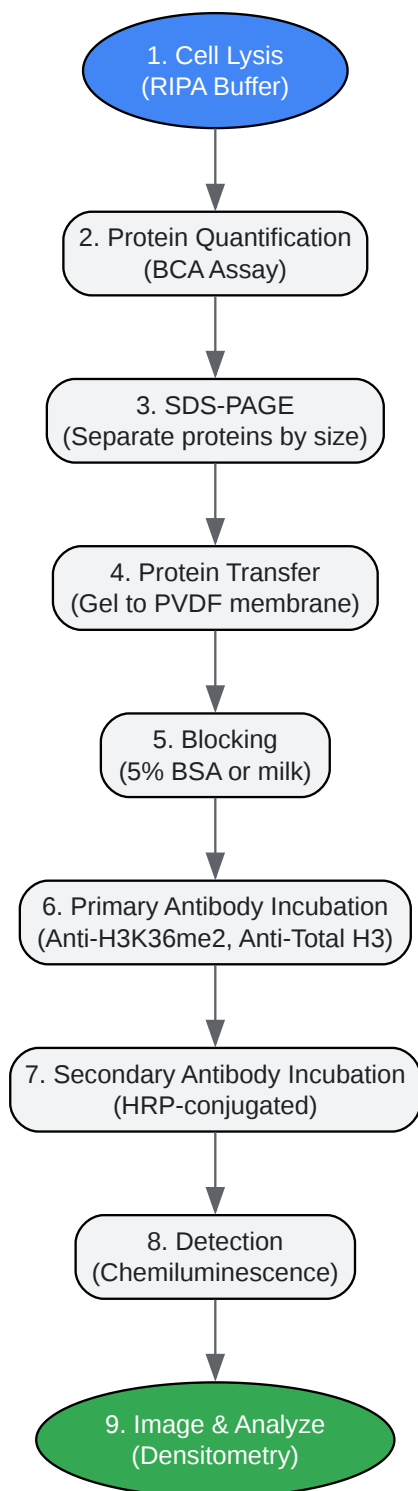 1. Cell Lysis
(RIPA Buffer)
2. Protein Quantification
(BCA Assay)
3. SDS-PAGE
(Separate proteins by size)
4. Protein Transfer
(Gel to PVDF membrane)
5. Blocking
(5% BSA or milk)
6. Primary Antibody Incubation
(Anti-H3K36me2, Anti-Total H3)
7. Secondary Antibody Incubation
(HRP-conjugated)
8. Detection
(Chemiluminescence)
9. Image & Analyze
(Densitometry)